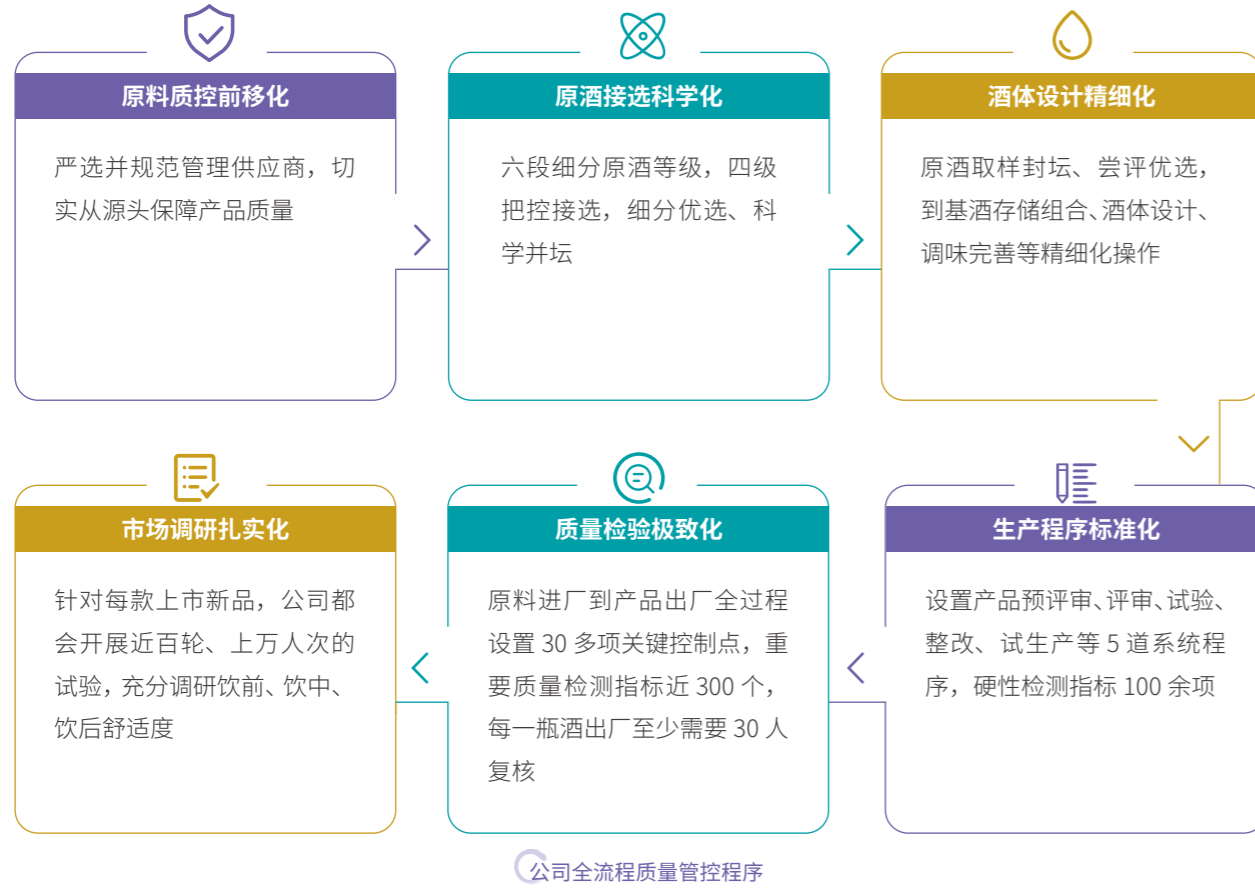 原料质控前移化
严选并规范管理供应商，切
实从源头保障产品质量
原酒接选科学化
六段细分原酒等级，四级
把控接选，细分优选、科
学并坛
酒体设计精细化
原酒取样封坛、尝评优选，
到基酒存储组合、酒体设计、
调味完善等精细化操作
生产程序标准化
设置产品预评审、评审、试验、
整改、试生产等 5 道系统程
序，硬性检测指标 100 余项
质量检验极致化
原料进厂到产品出厂全过程
设置 30 多项关键控制点，重
要质量检测指标近 300 个，
每一瓶酒出厂至少需要 30 人
复核
市场调研扎实化
针对每款上市新品，公司都
会开展近百轮、上万人次的
试验，充分调研饮前、饮中、
饮后舒适度
公司全流程质量管控程序